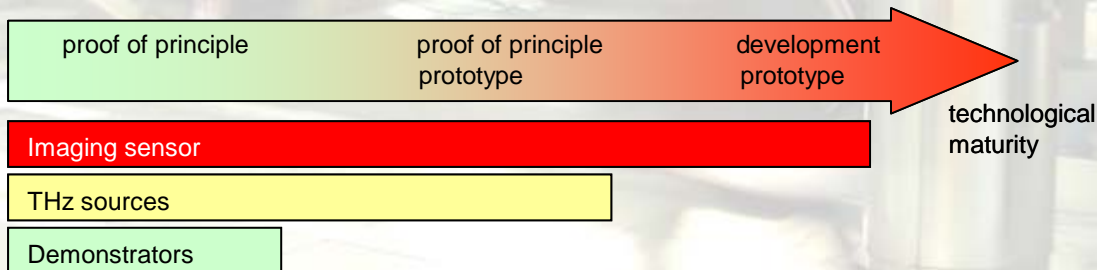 proof of principle
proof of principle
prototype
development
prototype
technological
maturity
Imaging sensor
THz sources
Demonstrators